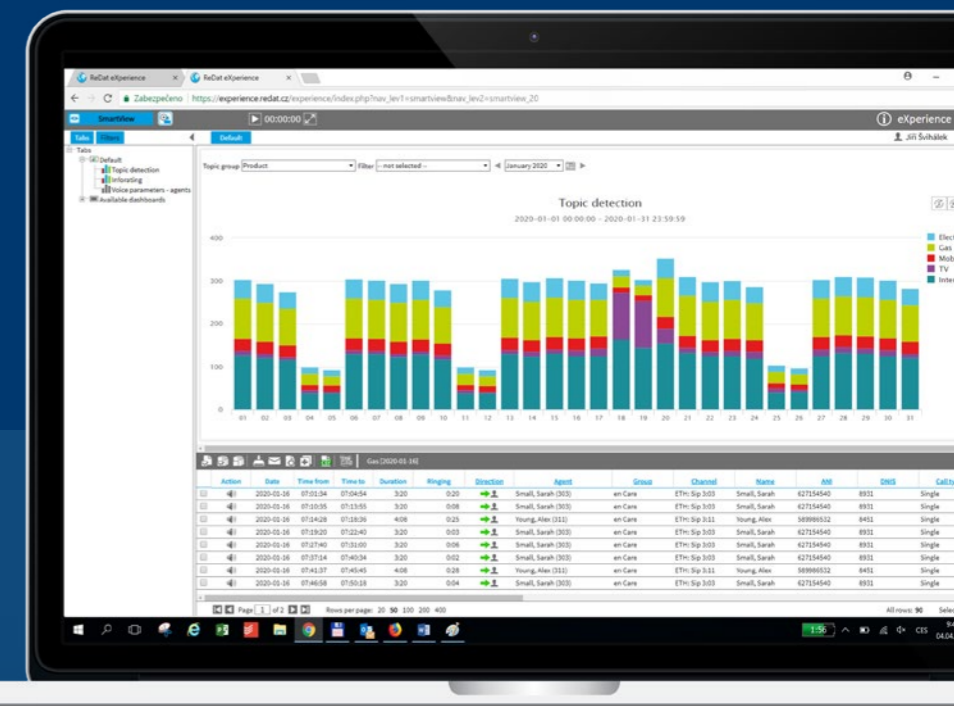 ReDat eXperience
ReDat eXperience
Zabezpečeno https://experience.redat.cz/experience/index.php?nav_lev1=smartview&nav_lev2=smartview_20
SmartView 00:00:00 eXperience
Tabs Filters Default Jiří Švihálek
Tabs
Default
Topic detection
Inforating
Voice parameters - agents
Available dashboards
Topic group Product Filter -- not selected -- January 2020
Topic detection
2020-01-01 00:00:00 - 2020-01-31 23:59:59
Elect
Gas
Mob
TV
Inter
400
300
200
100
0
01 02 03 04 05 06 07 08 09 10 11 12 13 14 15 16 17 18 19 20 21 22 23 24 25 26 27 28 29 30 31
Gas [2020-01-16]
Action Date Time from Time to Duration Ringing Direction Agent Group Channel Name ANI DNIS Call ty
2020-01-16 07:01:34 07:04:54 3:20 0:20 Small, Sarah (303) en Care ETH: Sip 3:03 Small, Sarah 627154540 8931 Single
2020-01-16 07:10:35 07:13:55 3:20 0:08 Small, Sarah (303) en Care ETH: Sip 3:03 Small, Sarah 627154540 8931 Single
2020-01-16 07:14:28 07:18:36 4:08 0:25 Young, Alex (311) en Care ETH: Sip 3:11 Young, Alex 589986532 8451 Single
2020-01-16 07:19:20 07:22:40 3:20 0:03 Small, Sarah (303) en Care ETH: Sip 3:03 Small, Sarah 627154540 8931 Single
2020-01-16 07:27:40 07:31:00 3:20 0:06 Small, Sarah (303) en Care ETH: Sip 3:03 Small, Sarah 627154540 8931 Single
2020-01-16 07:37:14 07:40:34 3:20 0:02 Small, Sarah (303) en Care ETH: Sip 3:03 Small, Sarah 627154540 8931 Single
2020-01-16 07:41:37 07:45:45 4:08 0:28 Young, Alex (311) en Care ETH: Sip 3:11 Young, Alex 589986532 8451 Single
2020-01-16 07:46:58 07:50:18 3:20 0:04 Small, Sarah (303) en Care ETH: Sip 3:03 Small, Sarah 627154540 8931 Single
Page 1 of 2 Rows per page: 20 50 100 200 400 All rows: 90 Selec
1:56 CES 9:4
04.04.